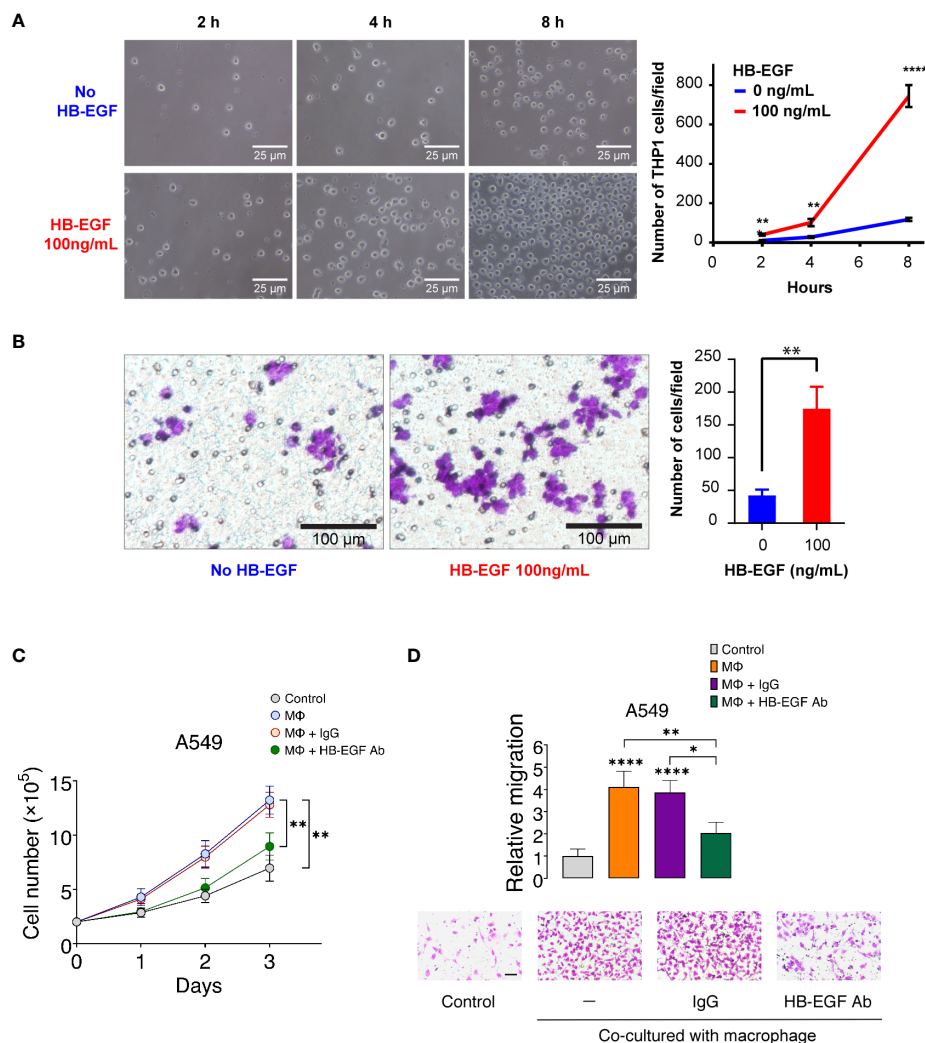 A
2 h
4 h
8 h
No
HB-EGF
25 µm
25 µm
25 µm
HB-EGF
100ng/mL
25 µm
25 µm
25 µm
Number of THP1 cells/field
HB-EGF
0 ng/mL
100 ng/mL
800
600
400
200
0
**
*
**
****
0
2
4
6
8
Hours
B
100 µm
100 µm
No HB-EGF
HB-EGF 100ng/mL
Number of cells/field
250
200
150
100
50
0
**
0
100
HB-EGF (ng/mL)
C
Control
MΦ
MΦ + IgG
MΦ + HB-EGF Ab
A549
Cell number (×10⁵)
15
10
5
0
**
**
0
1
2
3
Days
D
Control
MΦ
MΦ + IgG
MΦ + HB-EGF Ab
A549
Relative migration
6
5
4
3
2
1
0
**
*
****
****
Control
–
IgG
HB-EGF Ab
Co-cultured with macrophage